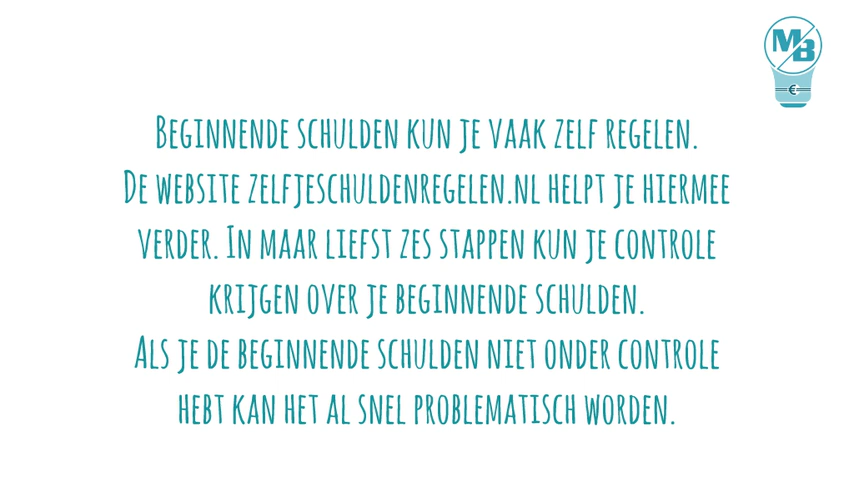 M/B
€
Beginnende schulden kun je vaak zelf regelen.
De website zelfjeschuldenregelen.nl helpt je hiermee
verder. In maar liefst zes stappen kun je controle
krijgen over je beginnende schulden.
Als je de beginnende schulden niet onder controle
hebt kan het al snel problematisch worden.